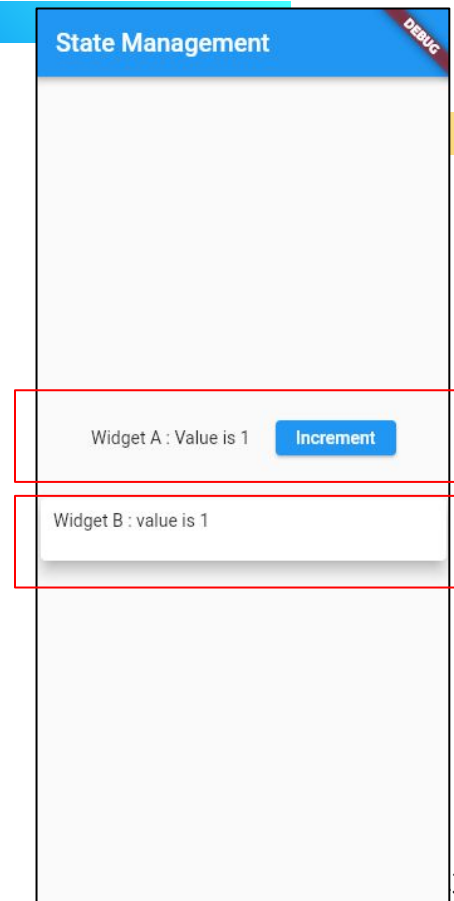 State Management
DEBUG
Widget A : Value is 1
Increment
Widget B : value is 1